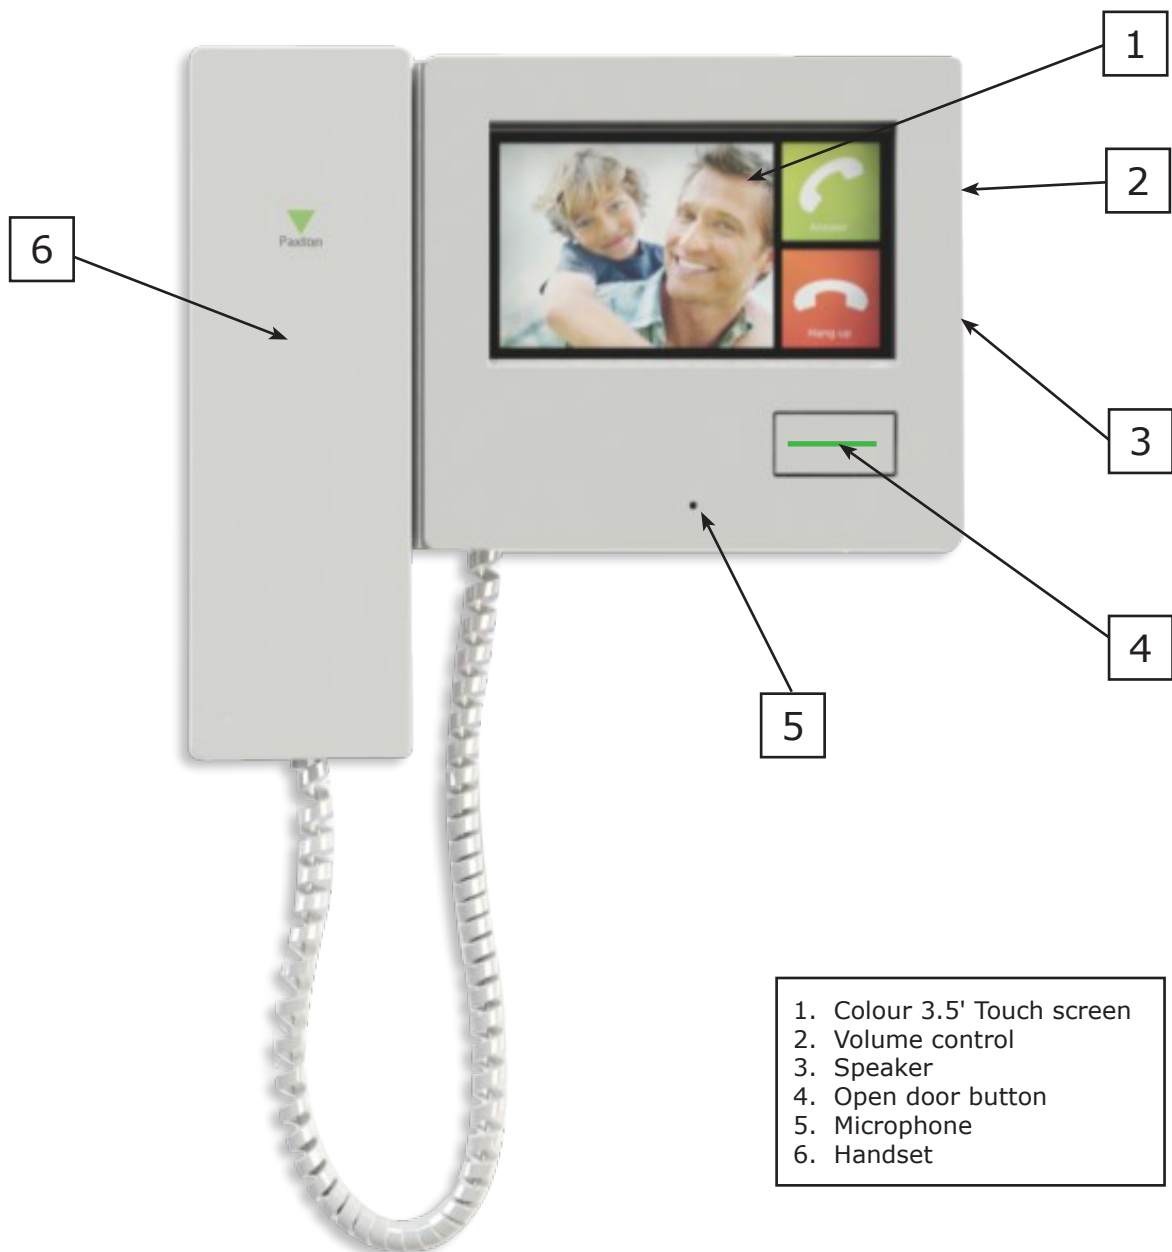 1
2
Paxton
6
Answer
Hang up
3
4
5
1. Colour 3.5' Touch screen
2. Volume control
3. Speaker
4. Open door button
5. Microphone
6. Handset